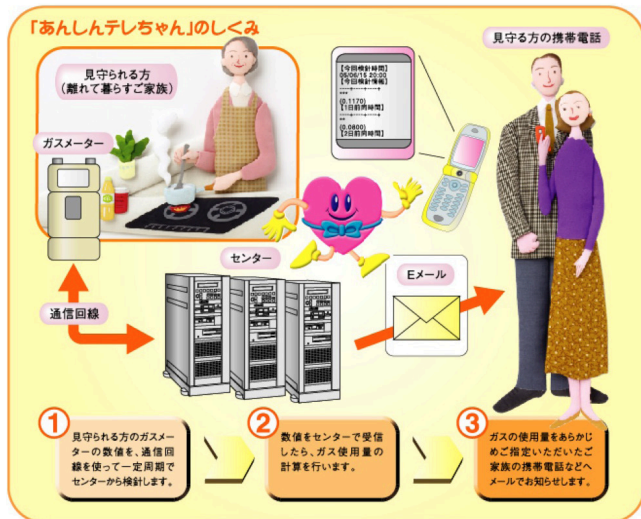 「あんしんテレちゃん」のしくみ
見守られる方
(離れて暮らすご家族)
ガスメーター
【今回検針時間】
06/06/15 20:00
【今回検針情報】
----+----+----+
***
(0.1170)
【1日前同時間】
----+----+----+
**
(0.0800)
【2日前同時間】
見守る方の携帯電話
センター
Eメール
通信回線
①
見守られる方のガスメー
ターの数値を、通信回
線を使って一定周期で
センターから検針します。
②
数値をセンターで受信
したら、ガス使用量の
計算を行います。
③
ガスの使用量をあらかじ
めご指定いただいたご
家族の携帯電話などへ
メールでお知らせします。